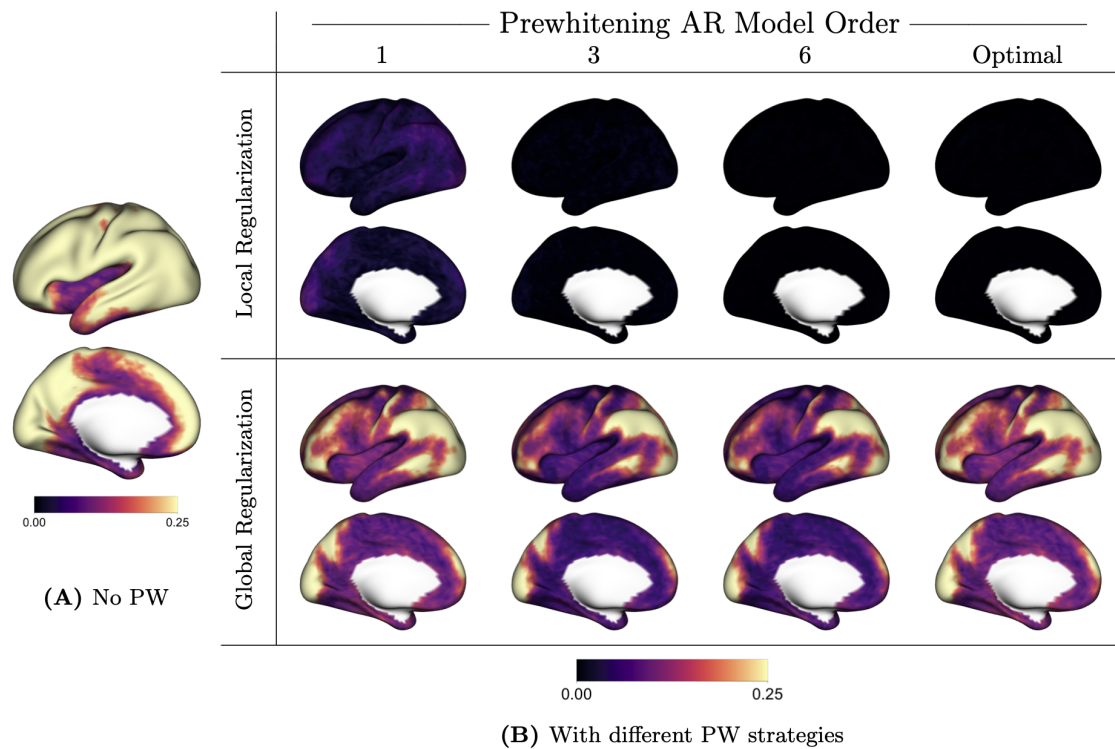 Prewhitening AR Model Order
1 3 6 Optimal
Local Regularization
Global Regularization
0.00 0.25
(A) No PW
0.00 0.25
(B) With different PW strategies